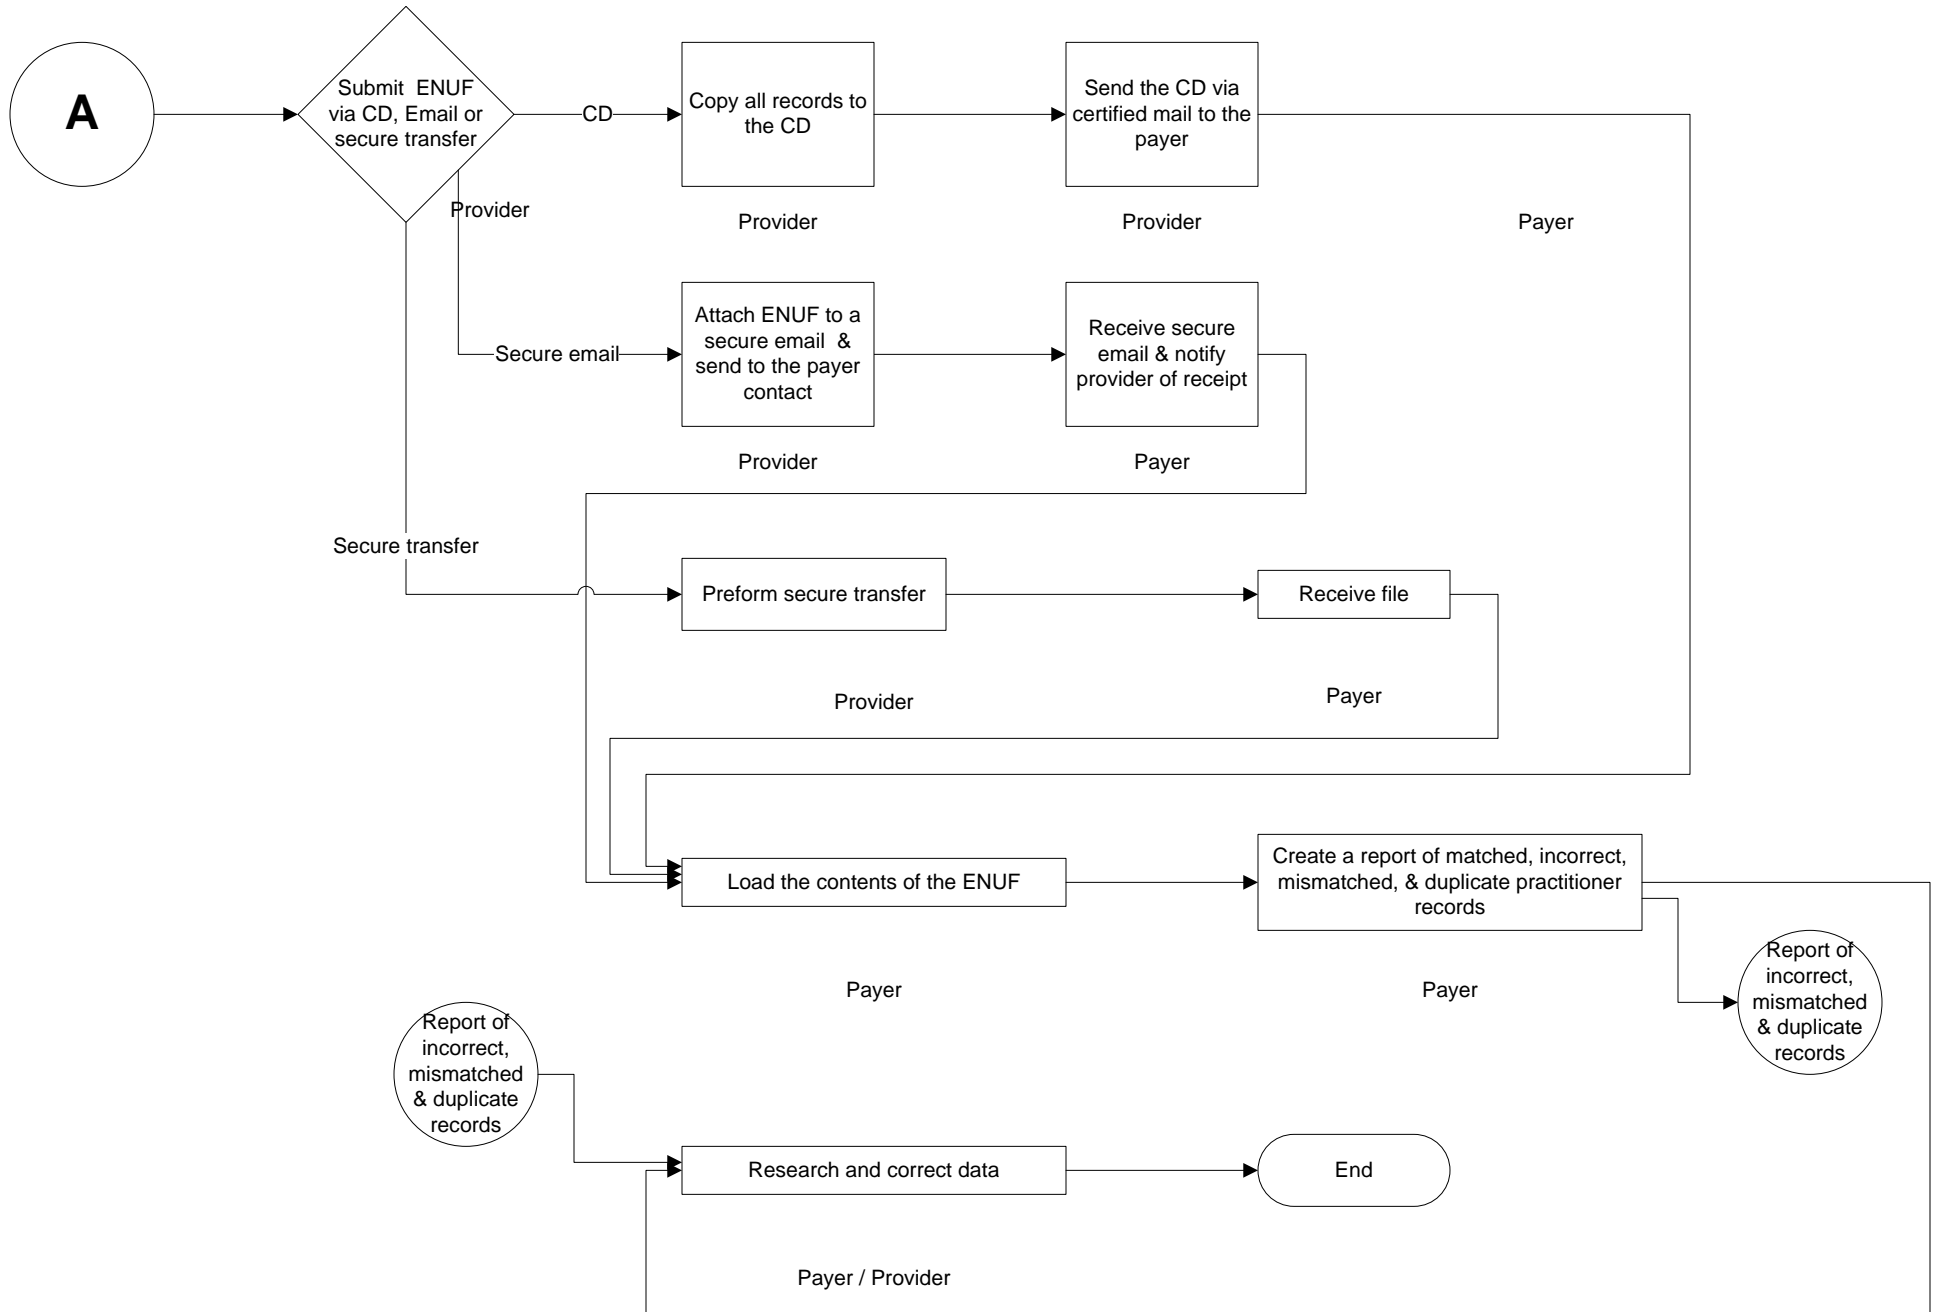 A
Submit ENUF
via CD, Email or
secure transfer
CD
Copy all records to
the CD
Send the CD via
certified mail to the
payer
Provider
Provider
Provider
Payer
Secure email
Attach ENUF to a
secure email &
send to the payer
contact
Receive secure
email & notify
provider of receipt
Provider
Payer
Secure transfer
Preform secure transfer
Receive file
Provider
Payer
Load the contents of the ENUF
Create a report of matched, incorrect,
mismatched, & duplicate practitioner
records
Payer
Payer
Report of
incorrect,
mismatched
& duplicate
records
Report of
incorrect,
mismatched
& duplicate
records
Research and correct data
End
Payer / Provider